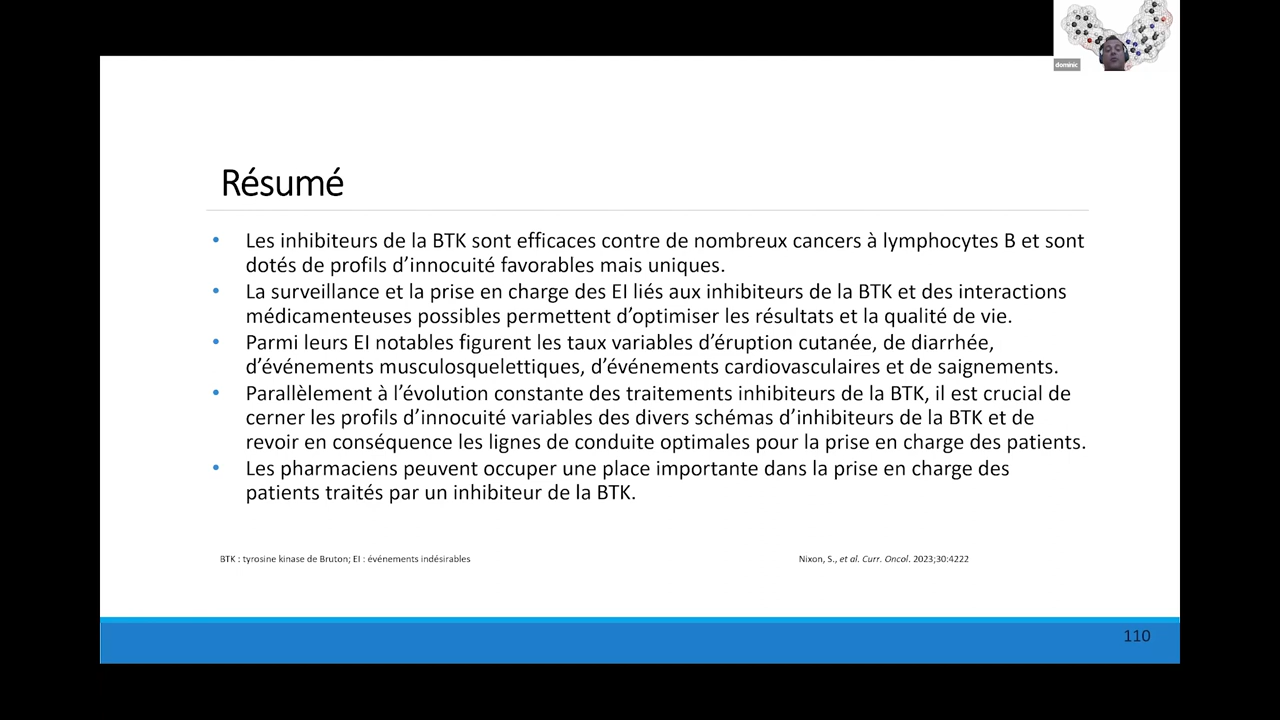 dominic
Résumé
• Les inhibiteurs de la BTK sont efficaces contre de nombreux cancers à lymphocytes B et sont
dotés de profils d’innocuité favorables mais uniques.
• La surveillance et la prise en charge des EI liés aux inhibiteurs de la BTK et des interactions
médicamenteuses possibles permettent d’optimiser les résultats et la qualité de vie.
• Parmi leurs EI notables figurent les taux variables d’éruption cutanée, de diarrhée,
d’événements musculosquelettiques, d’événements cardiovasculaires et de saignements.
• Parallèlement à l’évolution constante des traitements inhibiteurs de la BTK, il est crucial de
cerner les profils d’innocuité variables des divers schémas d’inhibiteurs de la BTK et de
revoir en conséquence les lignes de conduite optimales pour la prise en charge des patients.
• Les pharmaciens peuvent occuper une place importante dans la prise en charge des
patients traités par un inhibiteur de la BTK.
BTK : tyrosine kinase de Bruton; EI : événements indésirables
Nixon, S., et al. Curr. Oncol. 2023;30:4222
110